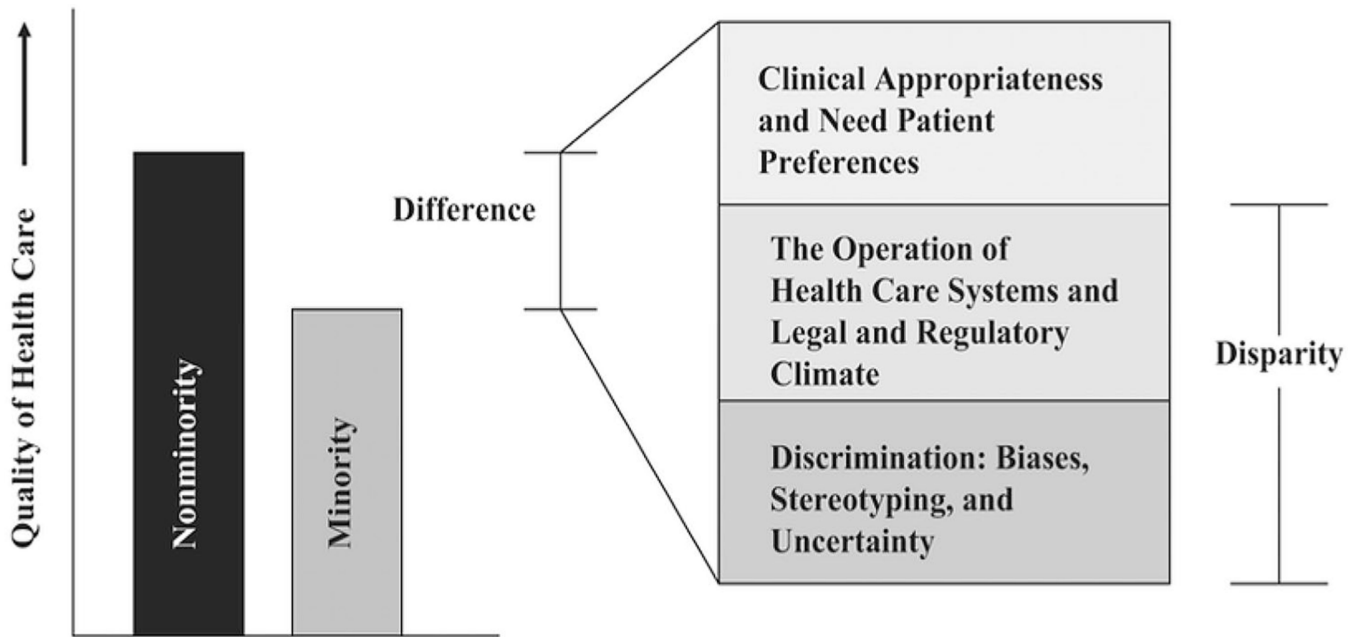 Quality of Health Care
Nonminority
Minority
Difference
Clinical Appropriateness
and Need Patient
Preferences
The Operation of
Health Care Systems and
Legal and Regulatory
Climate
Discrimination: Biases,
Stereotyping, and
Uncertainty
Disparity